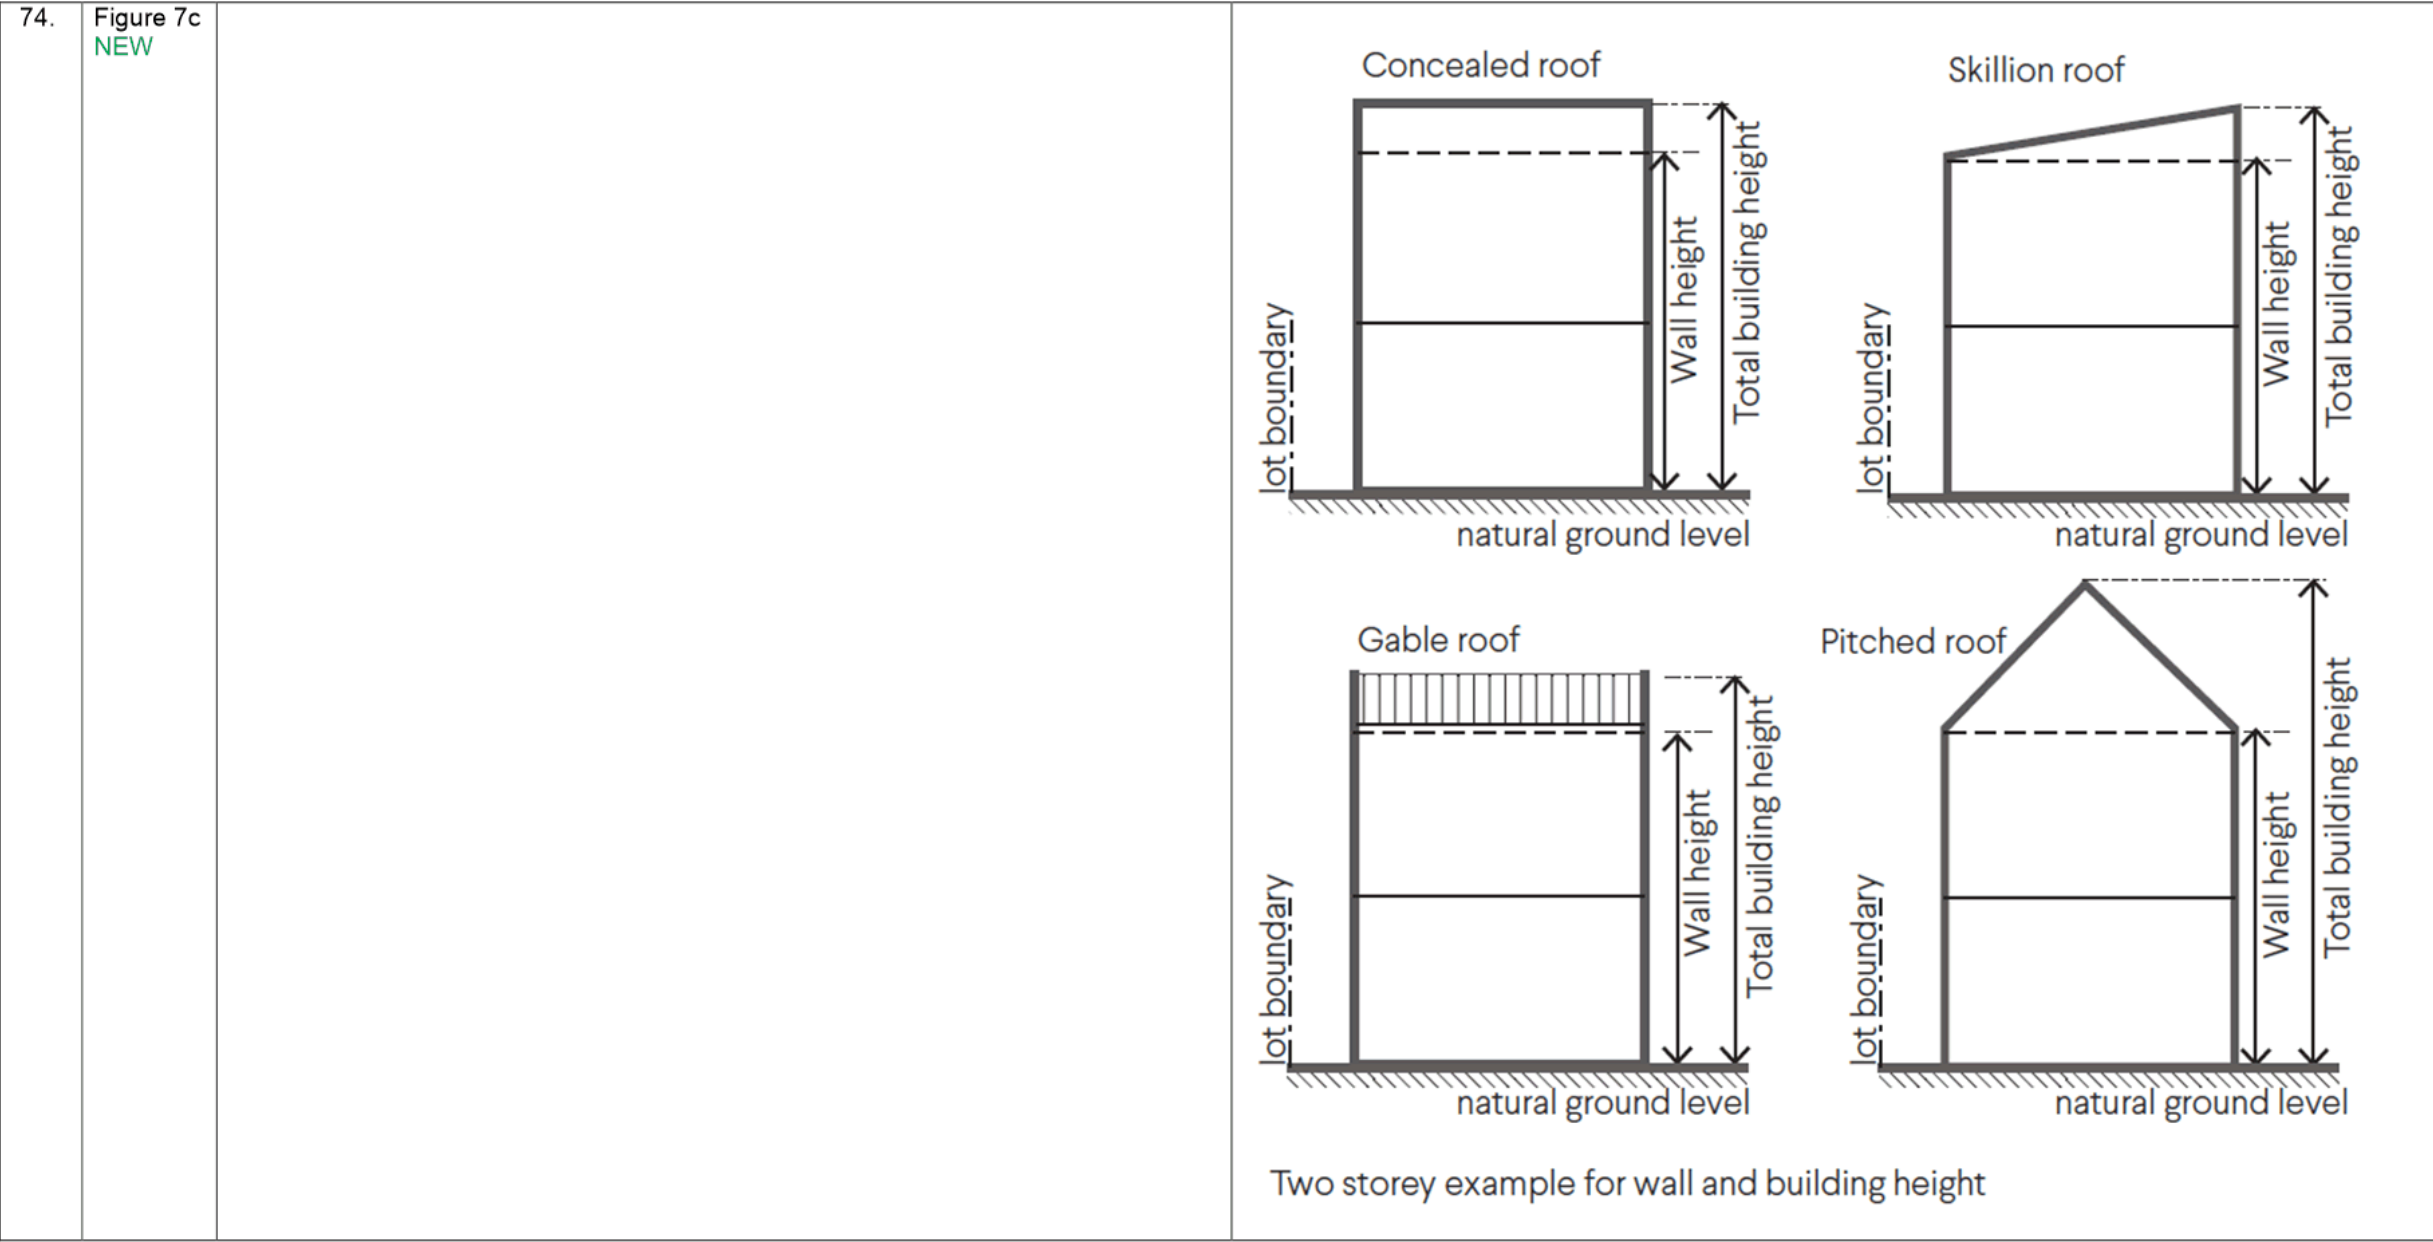 74.
Figure 7c
NEW
Concealed roof
lot boundary
Wall height
Total building height
natural ground level
Skillion roof
lot boundary
Wall height
Total building height
natural ground level
Gable roof
lot boundary
Wall height
Total building height
natural ground level
Pitched roof
lot boundary
Wall height
Total building height
natural ground level
Two storey example for wall and building height